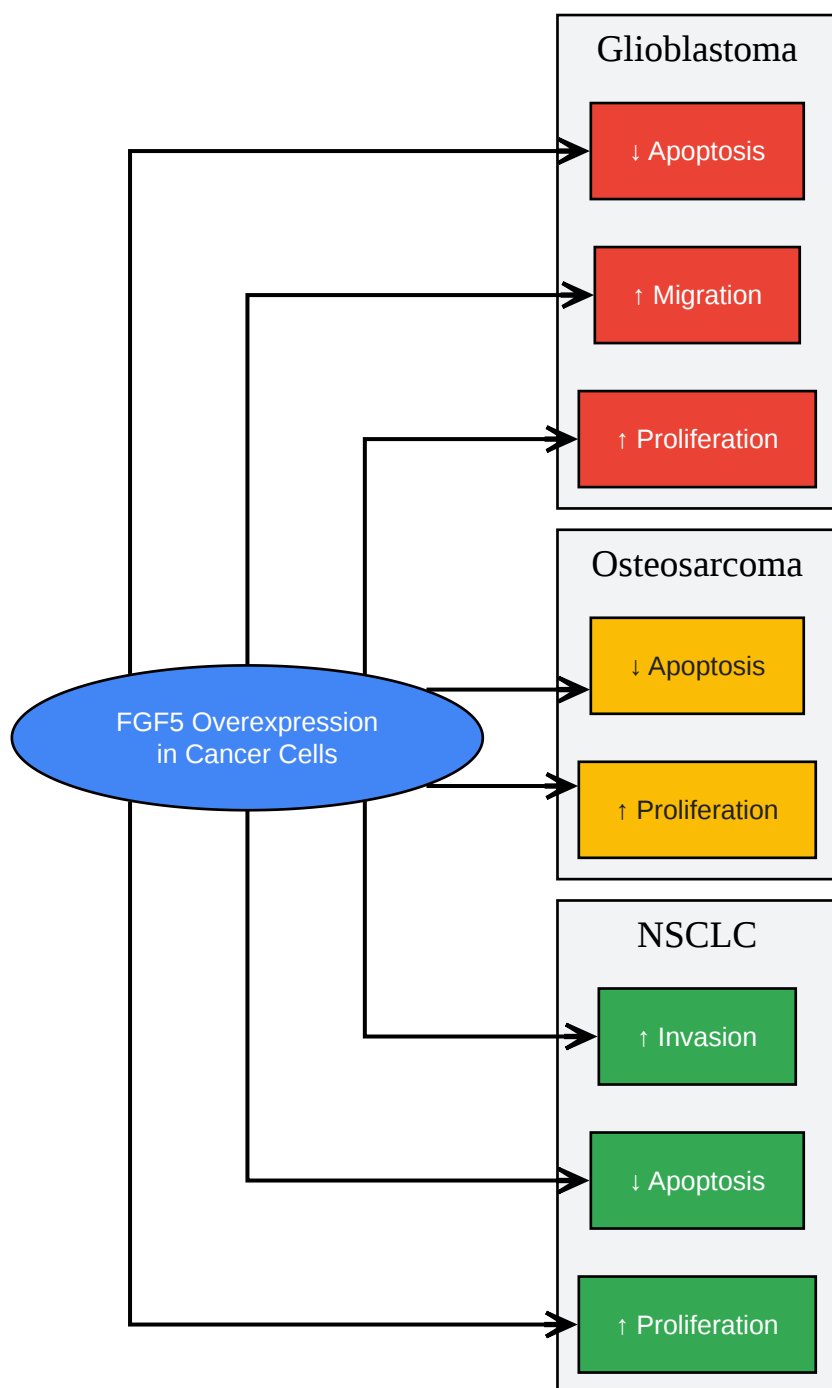 Glioblastoma
↓ Apoptosis
↑ Migration
↑ Proliferation
Osteosarcoma
↓ Apoptosis
↑ Proliferation
FGF5 Overexpression
in Cancer Cells
NSCLC
↑ Invasion
↓ Apoptosis
↑ Proliferation